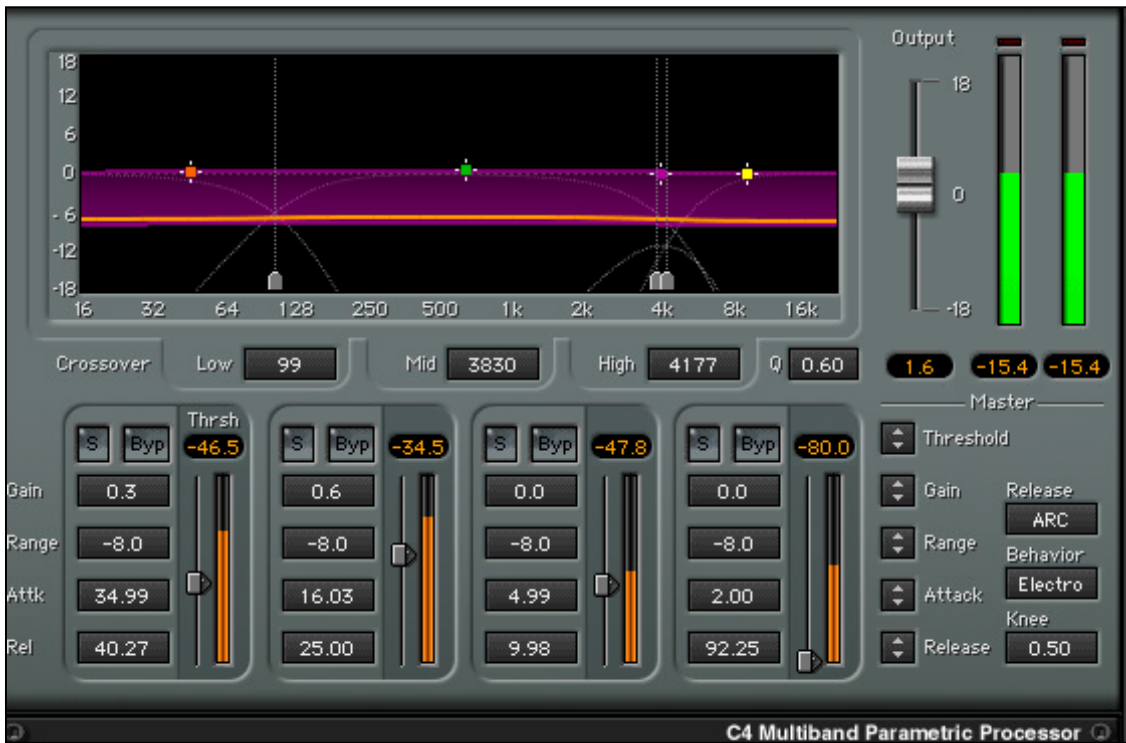 Output
18
12
6
0
-6
-12
-18
16 32 64 128 250 500 1k 2k 4k 8k 16k
18
0
-18
Crossover Low 99 Mid 3830 High 4177 Q 0.60
1.6 -15.4 -15.4
Master
Thrsh
S Byp -46.5 S Byp -34.5 S Byp -47.8 S Byp -80.0
Threshold
Gain 0.3 0.6 0.0 0.0 Gain Release
ARC
Range -8.0 -8.0 -8.0 -8.0 Range Behavior
Electro
Attk 34.99 16.03 4.99 2.00 Attack
Knee
Rel 40.27 25.00 9.98 92.25 Release 0.50
C4 Multiband Parametric Processor